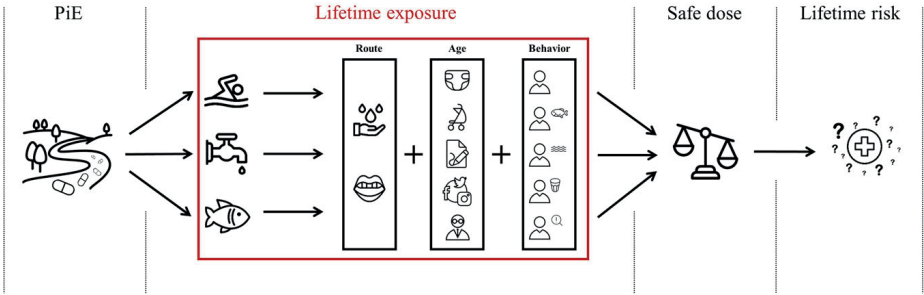 PiE
Lifetime exposure
Safe dose
Lifetime risk
Route
Age
Behavior